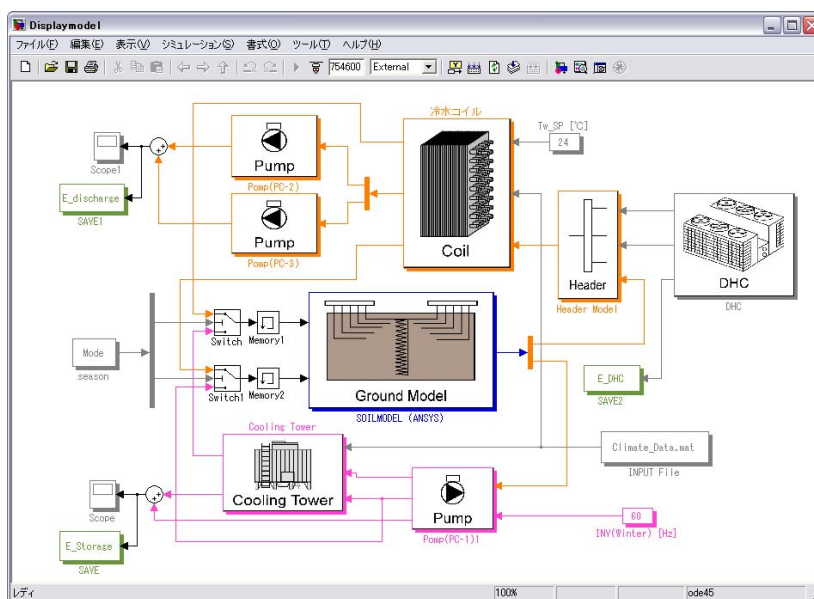 Displaymodel
ファイル(F) 編集(E) 表示(V) シミュレーション(S) 書式(O) ツール(T) ヘルプ(H)
754600 External
冷水コイル
Tw_SP [℃]
24
Scope1
Pump
Pomp(PC-2)
E_discharge
SAVE1
Pump
Pomp(PC-3)
Coil
Header
Header Model
DHC
DHC
Mode
season
Switch
Memory1
Switch1
Memory2
Ground Model
SOILMODEL (ANSYS)
E_DHC
SAVE2
Cooling Tower
Cooling Tower
Climate_Data.mat
INPUT File
Scope
Pump
Pomp(PC-1)1
60
INV(Winter) [Hz]
E_Storage
SAVE
レディ
100%
ode45